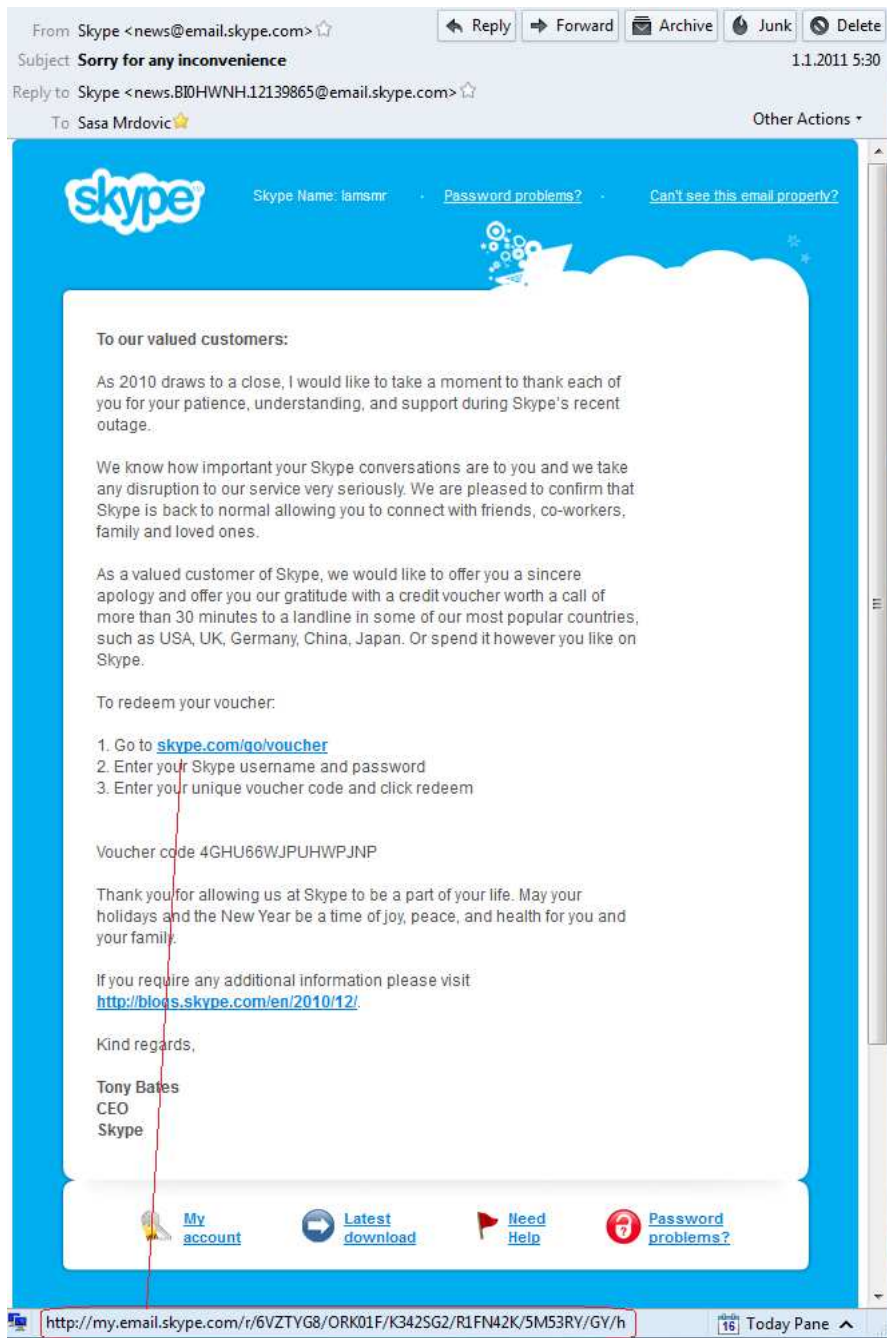 From Skype <news@email.skype.com>
Reply Forward Archive Junk Delete
Subject Sorry for any inconvenience 1.1.2011 5:30
Reply to Skype <news.BI0HWNH.12139865@email.skype.com>
To Sasa Mrdovic Other Actions
skype
Skype Name: lamsmr · Password problems? · Can't see this email properly?
To our valued customers:
As 2010 draws to a close, I would like to take a moment to thank each of
you for your patience, understanding, and support during Skype's recent
outage.
We know how important your Skype conversations are to you and we take
any disruption to our service very seriously. We are pleased to confirm that
Skype is back to normal allowing you to connect with friends, co-workers,
family and loved ones.
As a valued customer of Skype, we would like to offer you a sincere
apology and offer you our gratitude with a credit voucher worth a call of
more than 30 minutes to a landline in some of our most popular countries,
such as USA, UK, Germany, China, Japan. Or spend it however you like on
Skype.
To redeem your voucher:
1. Go to skype.com/go/voucher
2. Enter your Skype username and password
3. Enter your unique voucher code and click redeem
Voucher code 4GHU66WJPUHWPJNP
Thank you for allowing us at Skype to be a part of your life. May your
holidays and the New Year be a time of joy, peace, and health for you and
your family.
If you require any additional information please visit
http://blogs.skype.com/en/2010/12/.
Kind regards,
Tony Bates
CEO
Skype
My account
Latest download
Need Help
Password problems?
http://my.email.skype.com/r/6VZTYG8/ORK01F/K342SG2/R1FN42K/5M53RY/GY/h
16 Today Pane